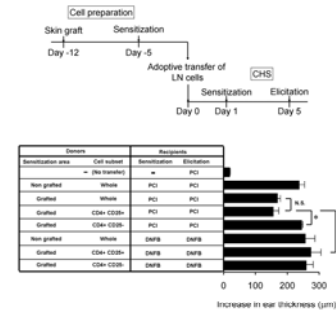 Cell preparation
Skin graft Sensitization
Day -12 Day -5
Adoptive transfer of
LN cells
CHS
Sensitization Elicitation
Day 0 Day 1 Day 5
Donors Recipients
Sensitization area Cell subset Sensitization Elicitation
– (No transfer) – PCI
Non grafted Whole PCI PCI
Grafted Whole PCI PCI
Grafted CD4+ CD25+ PCI PCI
Grafted CD4+ CD25- PCI PCI
Non grafted Whole DNFB DNFB
Grafted Whole DNFB DNFB
Grafted CD4+ CD25+ DNFB DNFB
Grafted CD4+ CD25- DNFB DNFB
N.S.
0 100 200 300
Increase in ear thickness (μm)